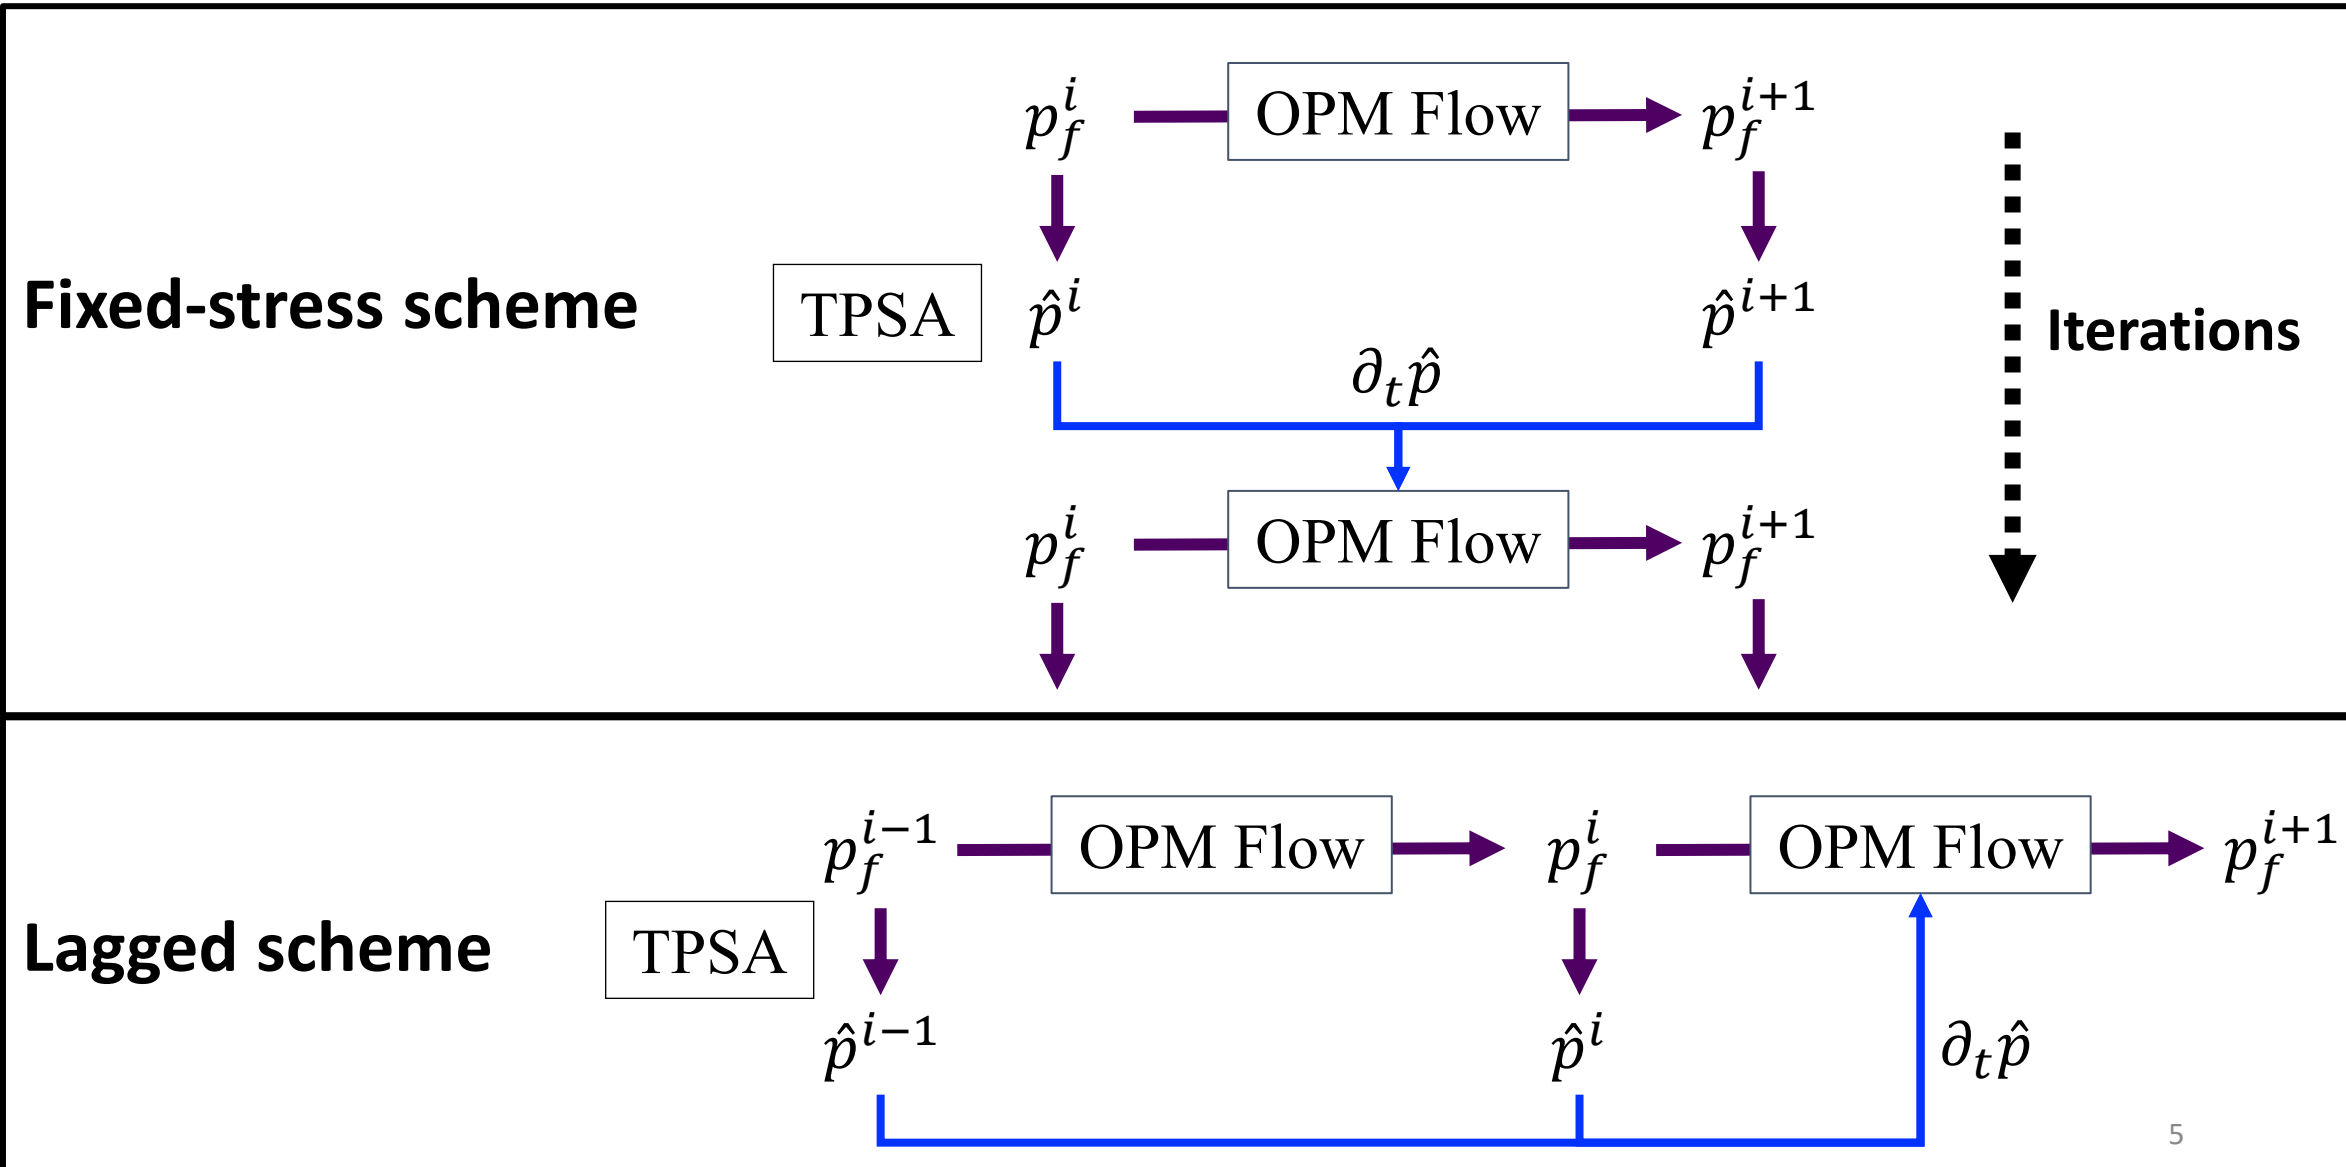 p_f^i OPM Flow p_f^{i+1}
Fixed-stress scheme TPSA p̂^i p̂^{i+1} Iterations
∂_t p̂
p_f^i OPM Flow p_f^{i+1}
p_f^{i−1} OPM Flow p_f^i OPM Flow p_f^{i+1}
Lagged scheme TPSA
p̂^{i−1} p̂^i ∂_t p̂
5